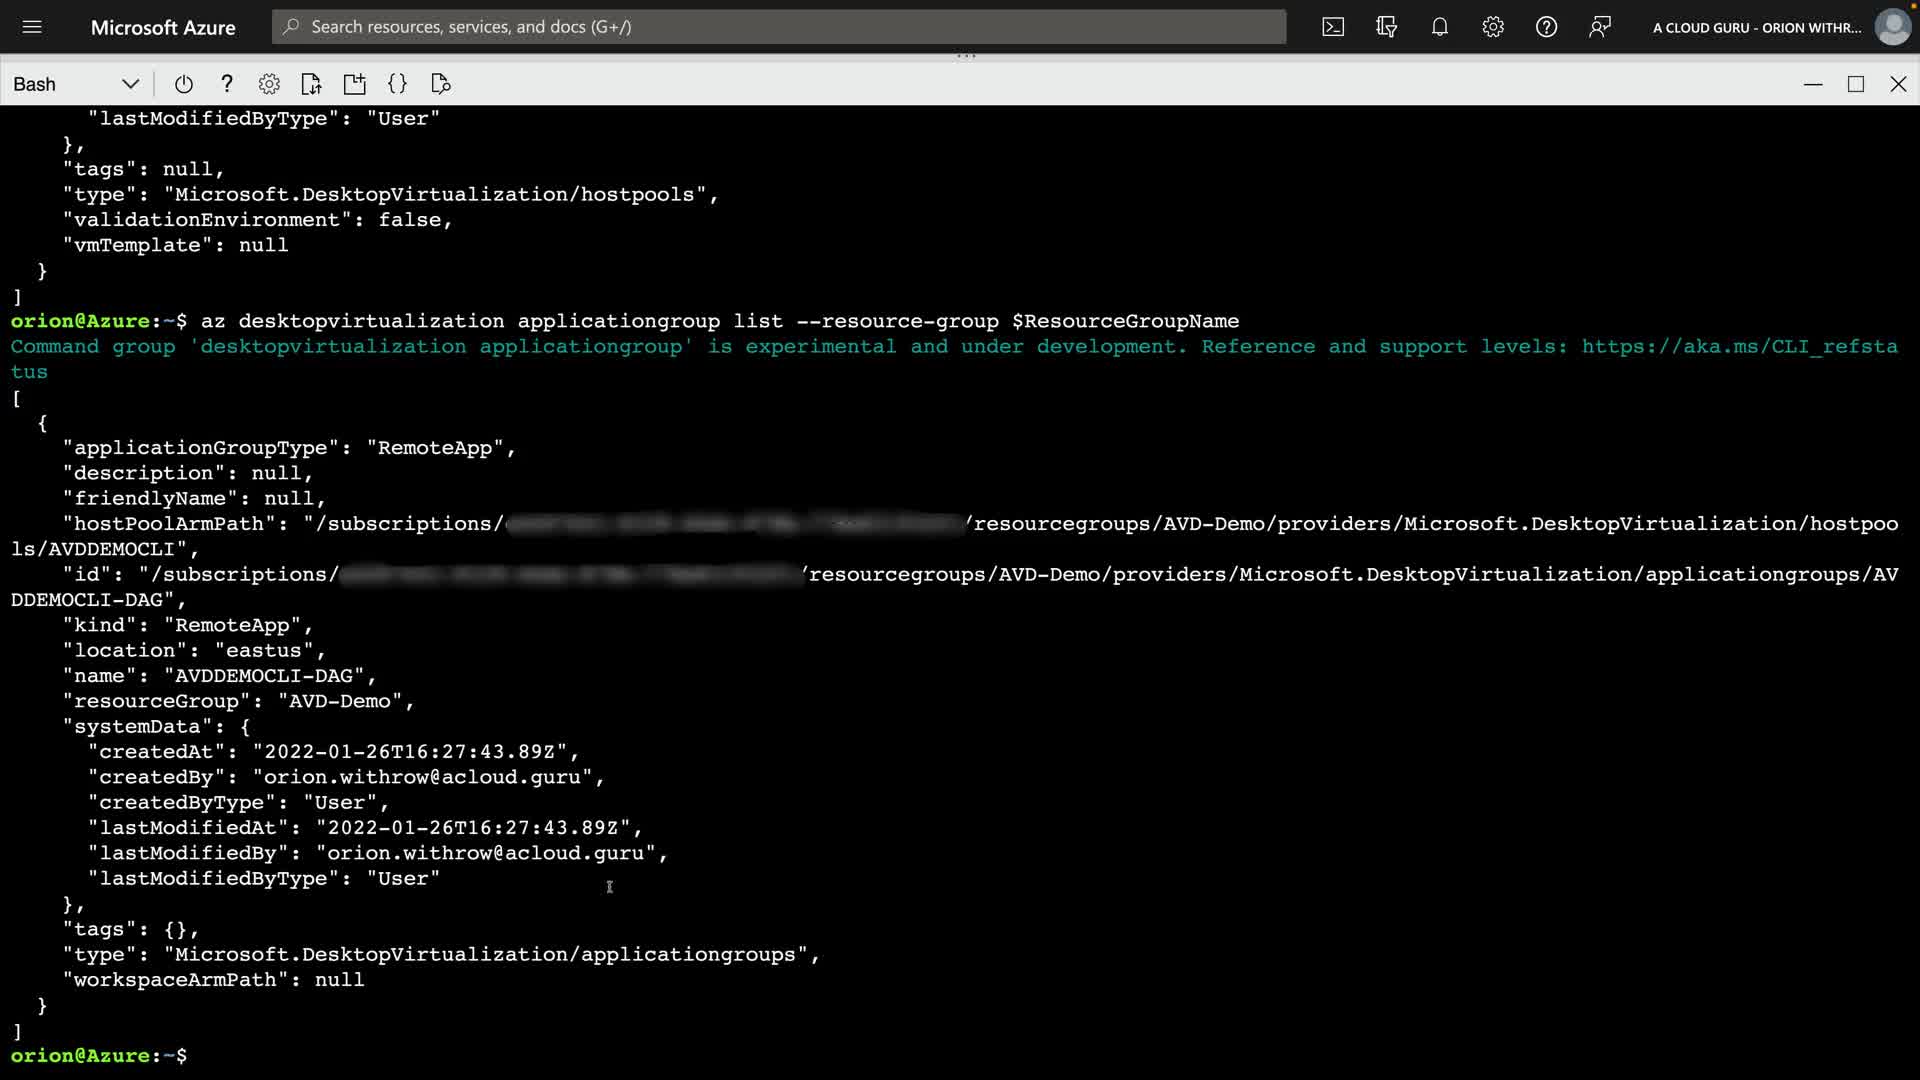 Microsoft Azure
Search resources, services, and docs (G+/)
A CLOUD GURU - ORION WITHR...
Bash
"lastModifiedByType": "User"
},
"tags": null,
"type": "Microsoft.DesktopVirtualization/hostpools",
"validationEnvironment": false,
"vmTemplate": null
}
]
orion@Azure:~$ az desktopvirtualization applicationgroup list --resource-group $ResourceGroupName
Command group 'desktopvirtualization applicationgroup' is experimental and under development. Reference and support levels: https://aka.ms/CLI_refsta
tus
[
{
"applicationGroupType": "RemoteApp",
"description": null,
"friendlyName": null,
"hostPoolArmPath": "/subscriptions/ /resourcegroups/AVD-Demo/providers/Microsoft.DesktopVirtualization/hostpoo
ls/AVDDEMOCLI",
"id": "/subscriptions/ /resourcegroups/AVD-Demo/providers/Microsoft.DesktopVirtualization/applicationgroups/AV
DDEMOCLI-DAG",
"kind": "RemoteApp",
"location": "eastus",
"name": "AVDDEMOCLI-DAG",
"resourceGroup": "AVD-Demo",
"systemData": {
"createdAt": "2022-01-26T16:27:43.89Z",
"createdBy": "orion.withrow@acloud.guru",
"createdByType": "User",
"lastModifiedAt": "2022-01-26T16:27:43.89Z",
"lastModifiedBy": "orion.withrow@acloud.guru",
"lastModifiedByType": "User"
},
"tags": {},
"type": "Microsoft.DesktopVirtualization/applicationgroups",
"workspaceArmPath": null
}
]
orion@Azure:~$